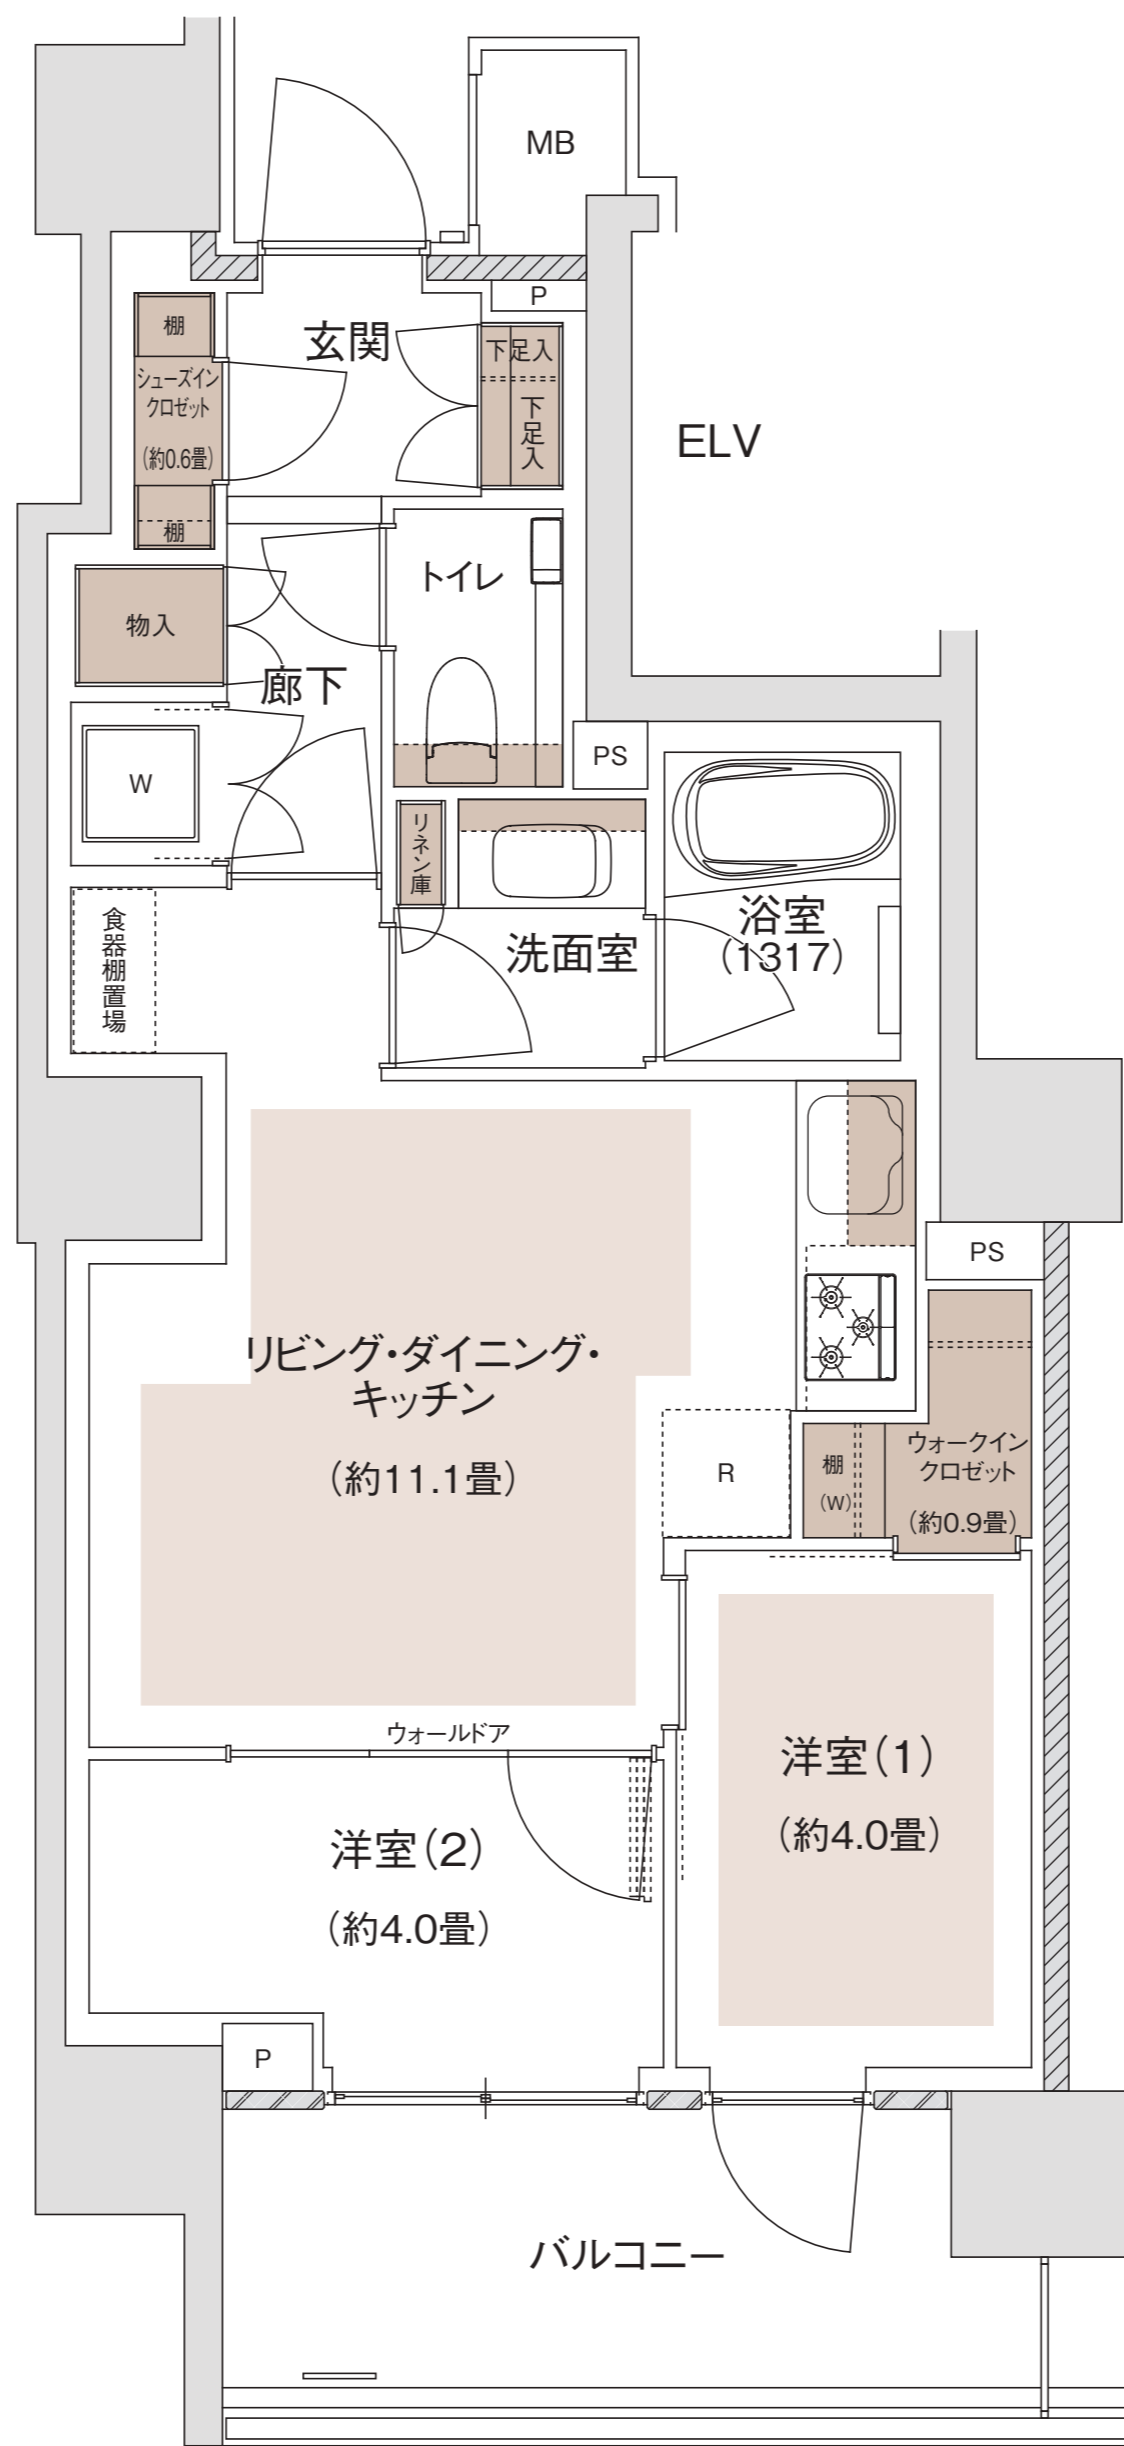 MB
P
棚
玄関
下足入
シューズイン
クロゼット
(約0.6畳)
下足入
ELV
棚
トイレ
物入
廊下
PS
W
リネン庫
食器棚置場
洗面室
浴室
(1317)
PS
リビング・ダイニング・
キッチン
(約11.1畳)
R
棚
(W)
ウォークイン
クロゼット
(約0.9畳)
ウォールドア
洋室(1)
(約4.0畳)
洋室(2)
(約4.0畳)
P
バルコニー